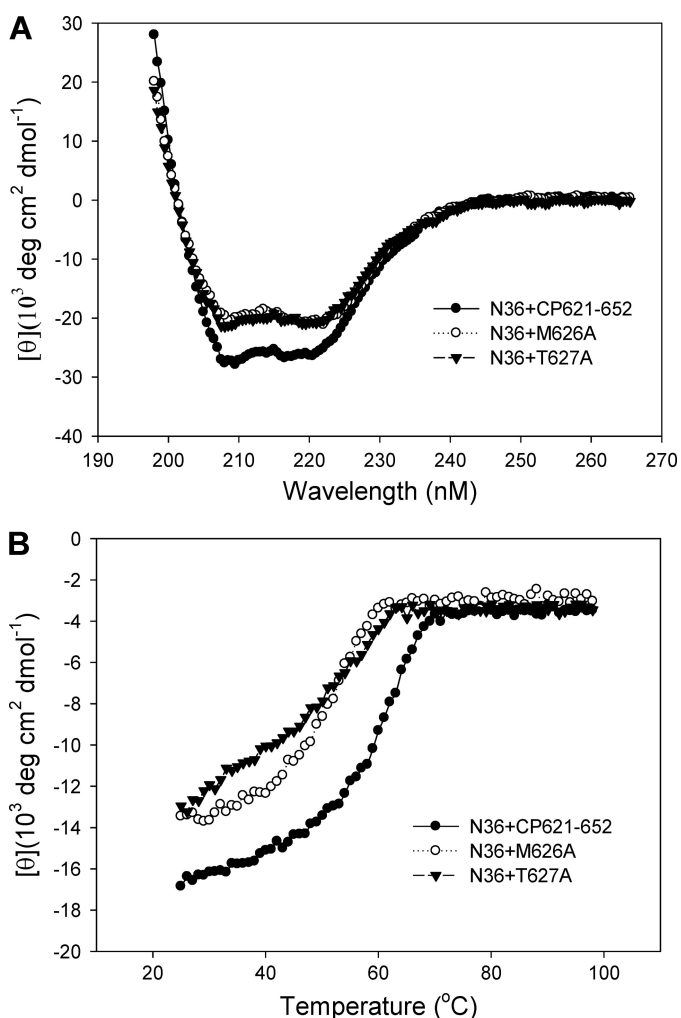 A
[θ](10³ deg cm² dmol⁻¹)
30
20
10
0
-10
-20
-30
-40
N36+CP621-652
N36+M626A
N36+T627A
190 200 210 220 230 240 250 260 270
Wavelength (nM)
B
[θ](10³ deg cm² dmol⁻¹)
0
-2
-4
-6
-8
-10
-12
-14
-16
-18
-20
N36+CP621-652
N36+M626A
N36+T627A
20 40 60 80 100
Temperature (°C)